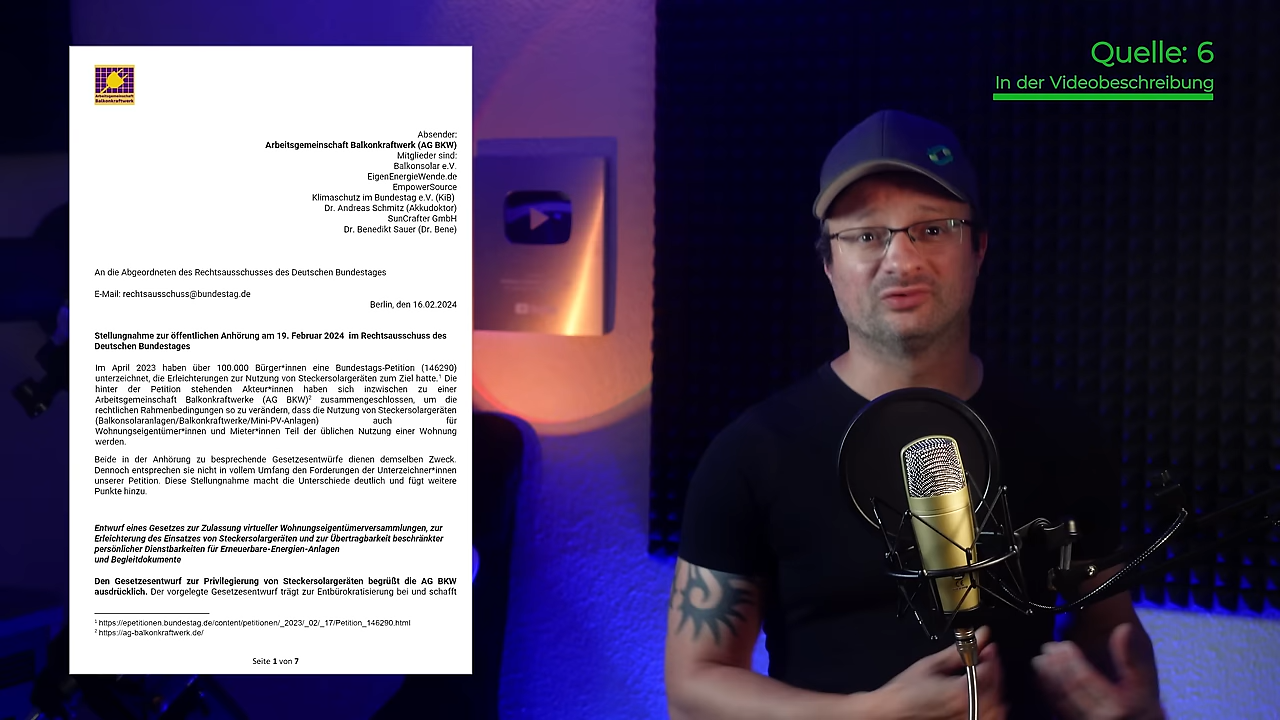 Quelle: 6
In der Videobeschreibung
Arbeitsgemeinschaft
Balkonkraftwerk
Absender:
Arbeitsgemeinschaft Balkonkraftwerk (AG BKW)
Mitglieder sind:
Balkonsolar e.V.
EigenEnergieWende.de
EmpowerSource
Klimaschutz im Bundestag e.V. (KiB)
Dr. Andreas Schmitz (Akkudoktor)
SunCrafter GmbH
Dr. Benedikt Sauer (Dr. Bene)
An die Abgeordneten des Rechtsausschusses des Deutschen Bundestages
E-Mail: rechtsausschuss@bundestag.de
Berlin, den 16.02.2024
Stellungnahme zur öffentlichen Anhörung am 19. Februar 2024 im Rechtsausschuss des
Deutschen Bundestages
Im April 2023 haben über 100.000 Bürger*innen eine Bundestags-Petition (146290)
unterzeichnet, die Erleichterungen zur Nutzung von Steckersolargeräten zum Ziel hatte.¹ Die
hinter der Petition stehenden Akteur*innen haben sich inzwischen zu einer
Arbeitsgemeinschaft Balkonkraftwerke (AG BKW)² zusammengeschlossen, um die
rechtlichen Rahmenbedingungen so zu verändern, dass die Nutzung von Steckersolargeräten
(Balkonsolaranlagen/Balkonkraftwerke/Mini-PV-Anlagen) auch für
Wohnungseigentümer*innen und Mieter*innen Teil der üblichen Nutzung einer Wohnung
werden.
Beide in der Anhörung zu besprechende Gesetzesentwürfe dienen demselben Zweck.
Dennoch entsprechen sie nicht in vollem Umfang den Forderungen der Unterzeichner*innen
unserer Petition. Diese Stellungnahme macht die Unterschiede deutlich und fügt weitere
Punkte hinzu.
Entwurf eines Gesetzes zur Zulassung virtueller Wohnungseigentümerversammlungen, zur
Erleichterung des Einsatzes von Steckersolargeräten und zur Übertragbarkeit beschränkter
persönlicher Dienstbarkeiten für Erneuerbare-Energien-Anlagen
und Begleitdokumente
Den Gesetzesentwurf zur Privilegierung von Steckersolargeräten begrüßt die AG BKW
ausdrücklich. Der vorgelegte Gesetzesentwurf trägt zur Entbürokratisierung bei und schafft
¹ https://epetitionen.bundestag.de/content/petitionen/_2023/_02/_17/Petition_146290.html
² https://ag-balkonkraftwerk.de/
Seite 1 von 7